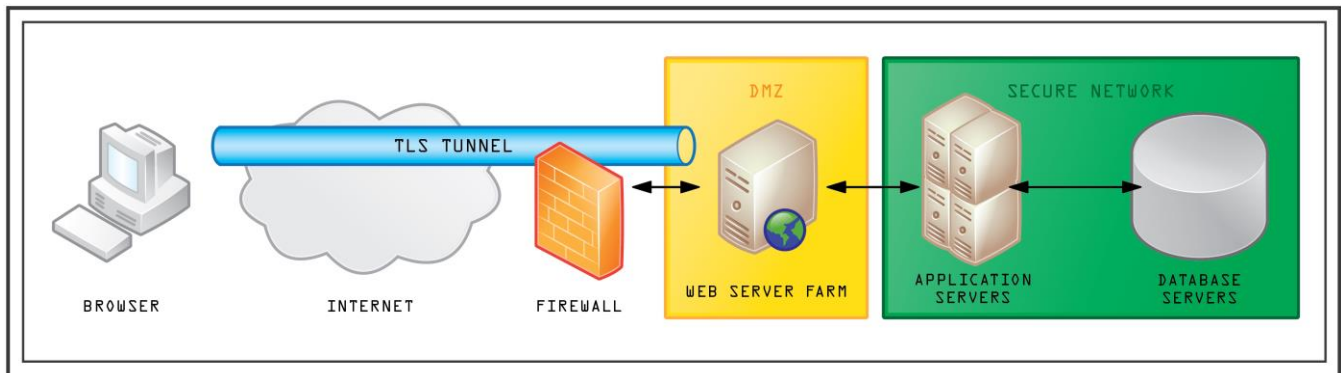 DMZ
SECURE NETWORK
TLS TUNNEL
BROWSER
INTERNET
FIREWALL
WEB SERVER FARM
APPLICATION
SERVERS
DATABASE
SERVERS